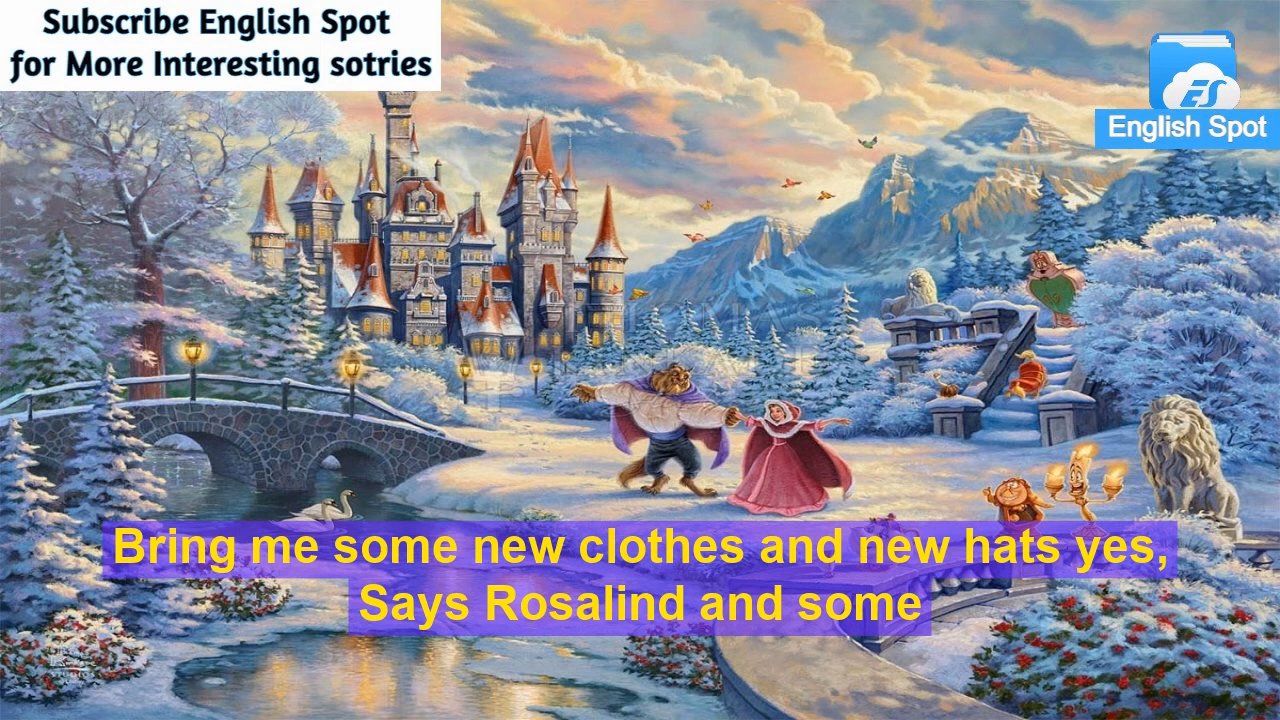 Subscribe English Spot
for More Interesting sotries
ES
English Spot
Bring me some new clothes and new hats yes,
Says Rosalind and some